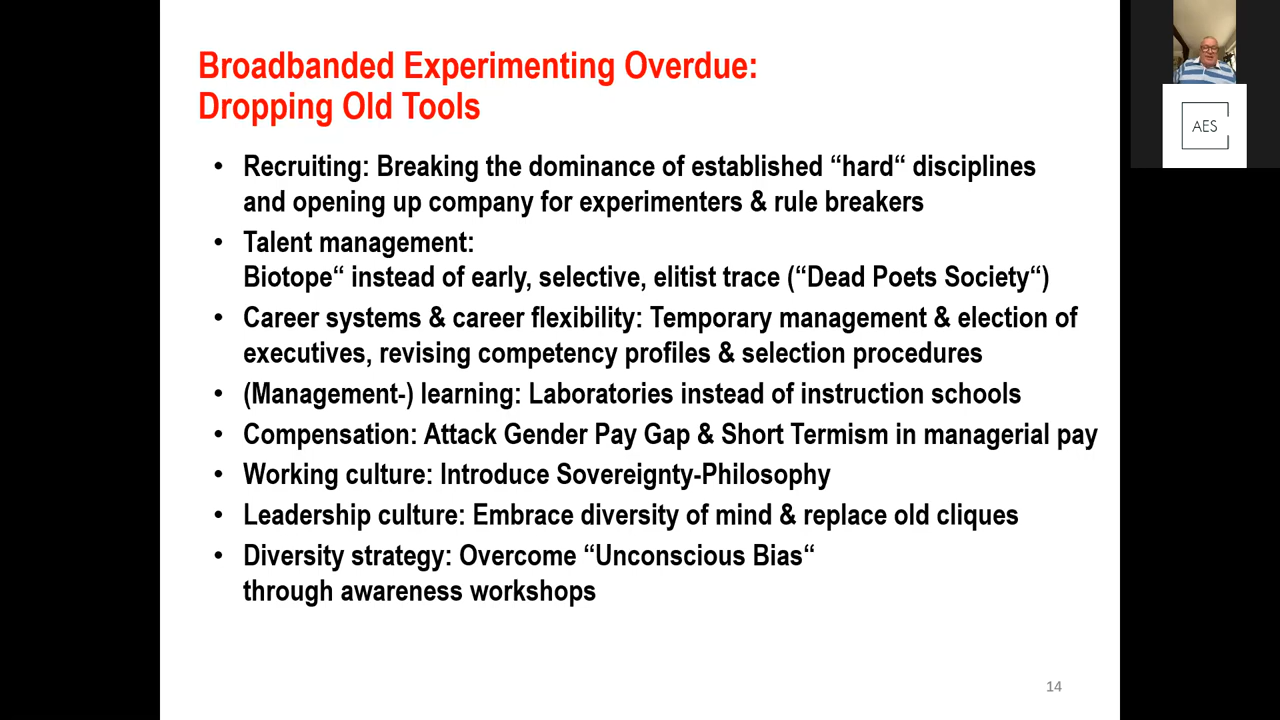 Broadbanded Experimenting Overdue:
Dropping Old Tools
• Recruiting: Breaking the dominance of established “hard“ disciplines
and opening up company for experimenters & rule breakers
• Talent management:
Biotope“ instead of early, selective, elitist trace (“Dead Poets Society“)
• Career systems & career flexibility: Temporary management & election of
executives, revising competency profiles & selection procedures
• (Management-) learning: Laboratories instead of instruction schools
• Compensation: Attack Gender Pay Gap & Short Termism in managerial pay
• Working culture: Introduce Sovereignty-Philosophy
• Leadership culture: Embrace diversity of mind & replace old cliques
• Diversity strategy: Overcome “Unconscious Bias“
through awareness workshops
14
AES